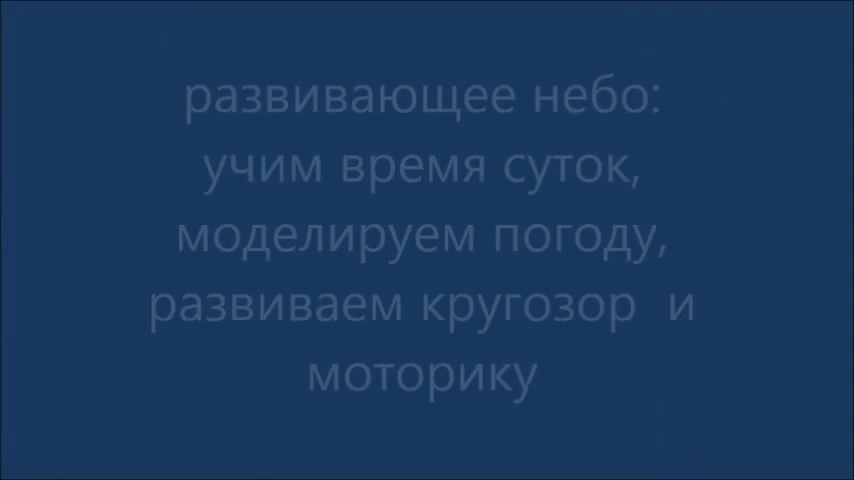 развивающее небо:
учим время суток,
моделируем погоду,
развиваем кругозор и
моторику